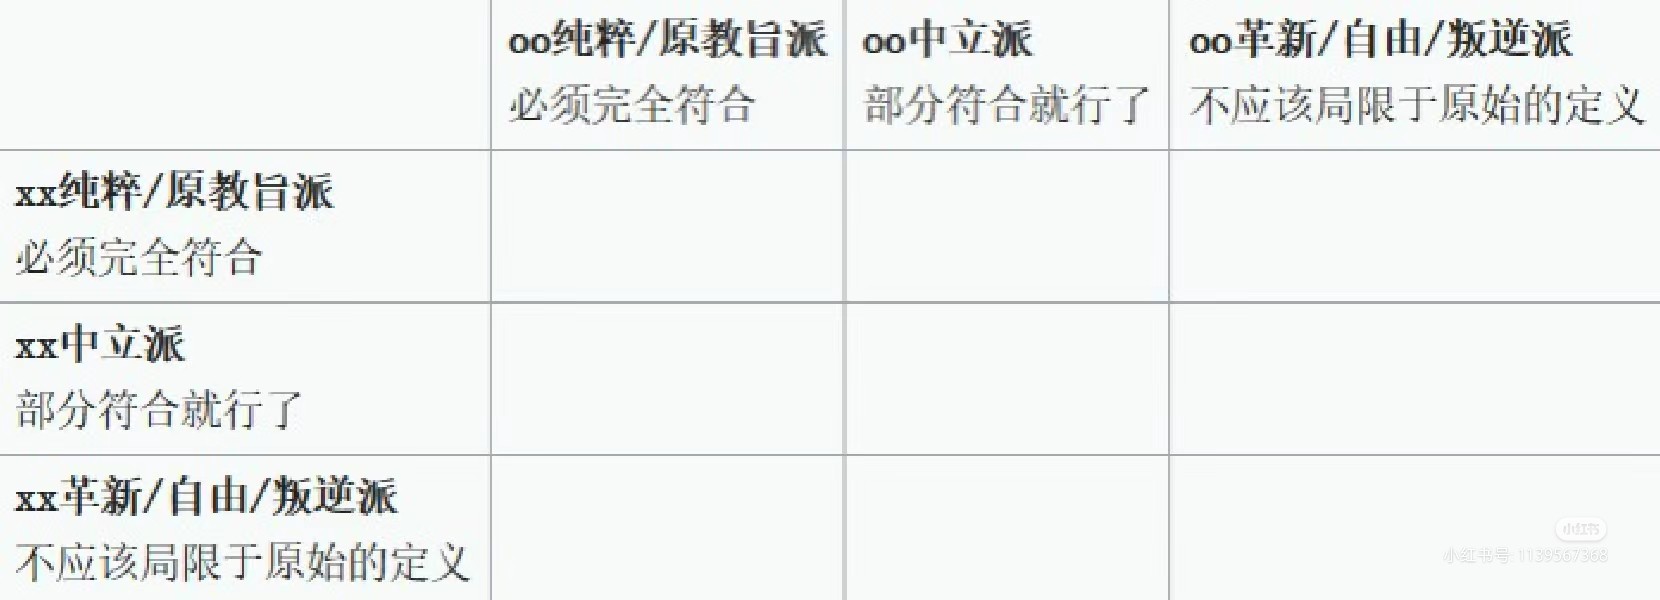 oo纯粹/原教旨派
必须完全符合
oo中立派
部分符合就行了
oo革新/自由/叛逆派
不应该局限于原始的定义
xx纯粹/原教旨派
必须完全符合
xx中立派
部分符合就行了
xx革新/自由/叛逆派
不应该局限于原始的定义
小红书
小红书号: 1139567368